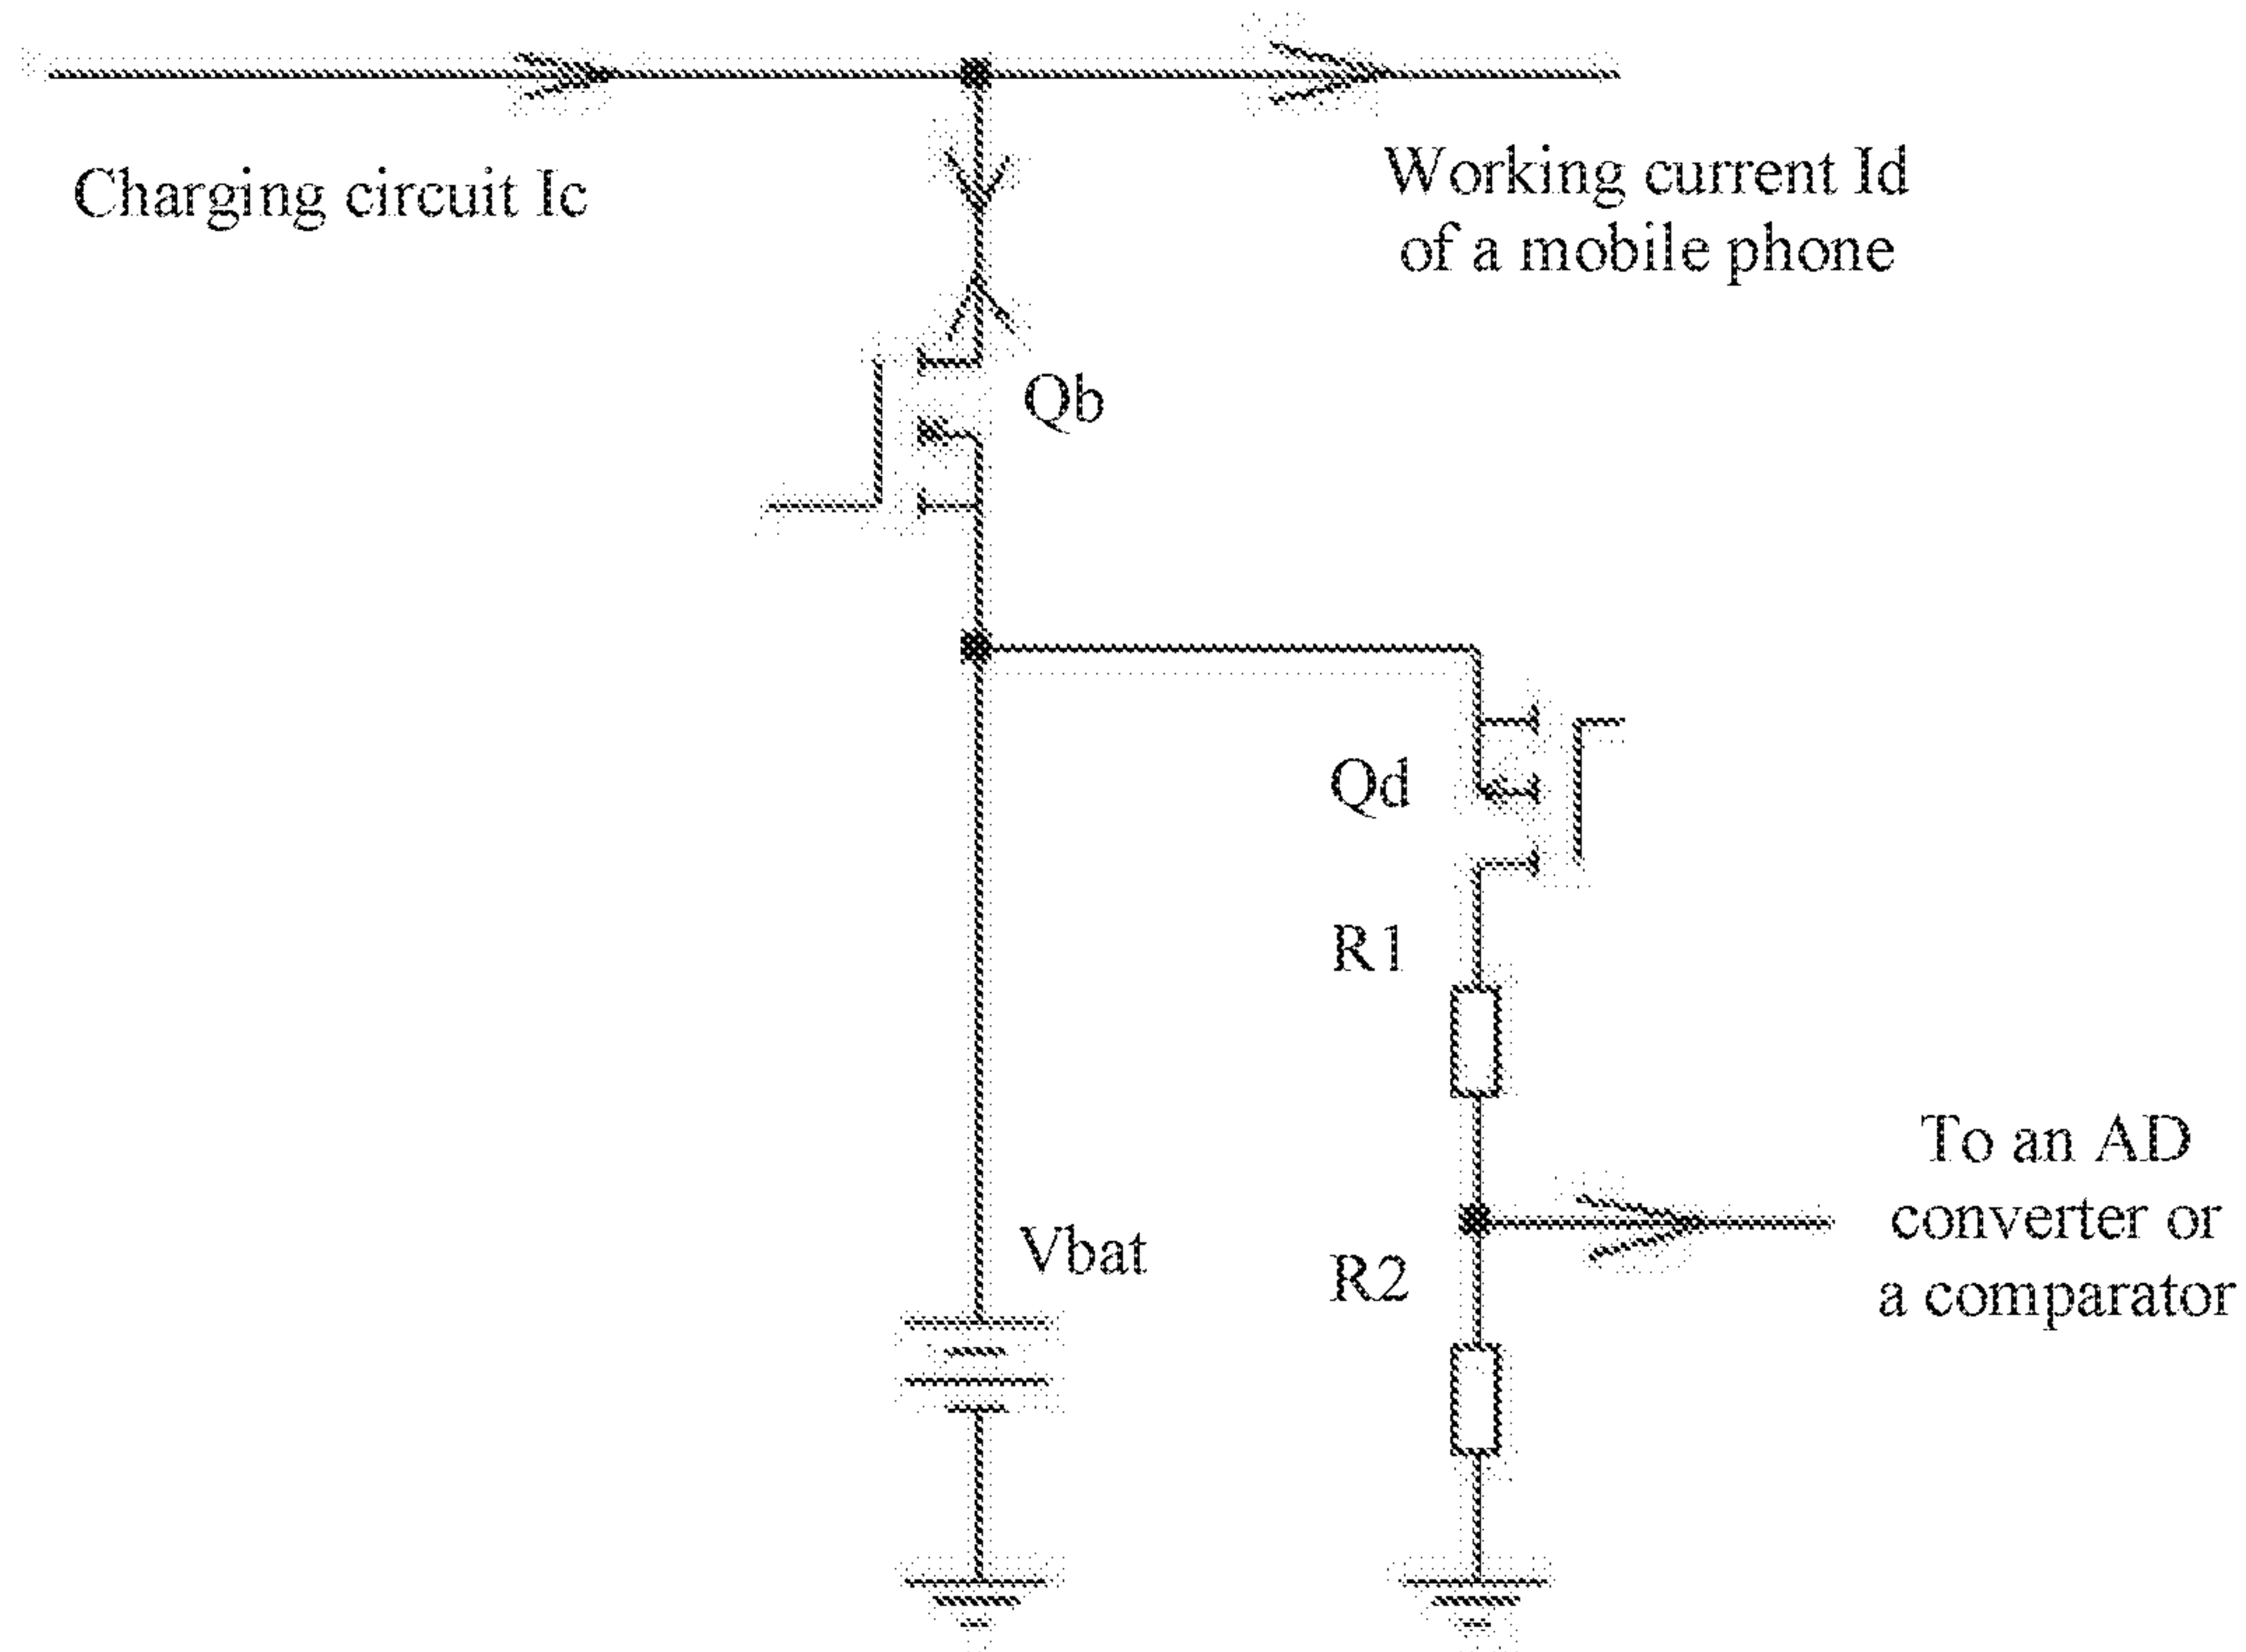 Charging circuit Ic
Working current Id
of a mobile phone
Qb
Qd
R1
To an AD
converter or
a comparator
Vbat
R2